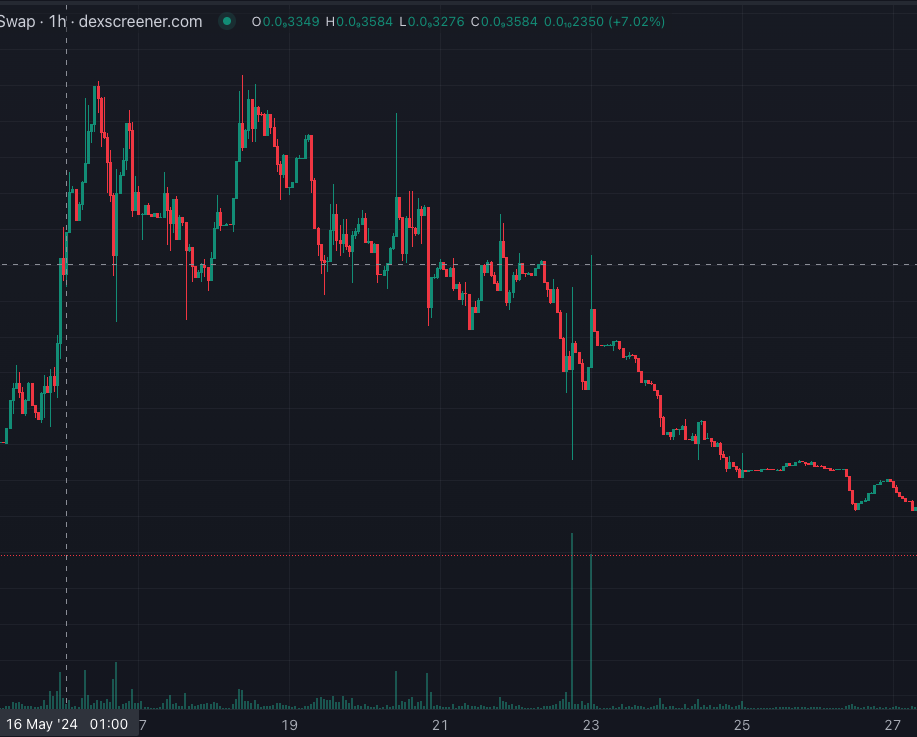 Swap · 1h · dexscreener.com O0.0₉3349 H0.0₉3584 L0.0₉3276 C0.0₉3584 0.0₁₀2350 (+7.02%)
16 May '24 01:00 7 19 21 23 25 27